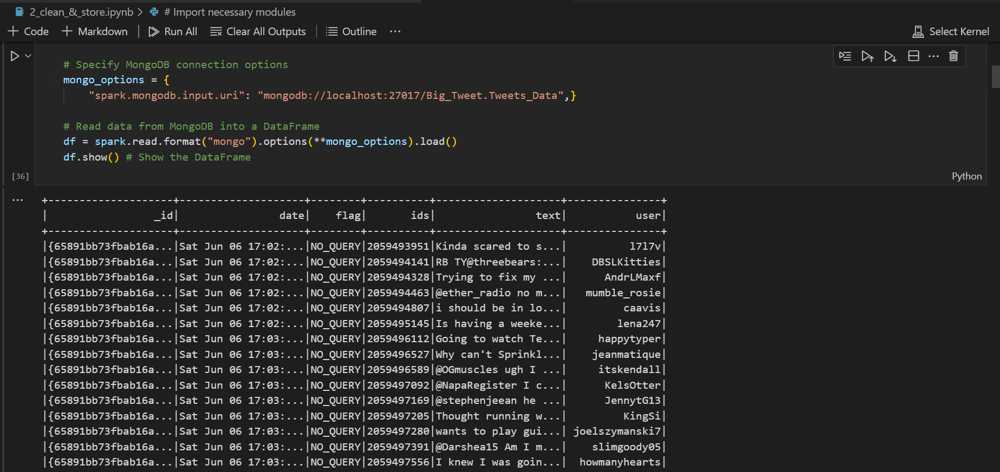 2_clean_&_store.ipynb > # Import necessary modules
+ Code + Markdown | Run All Clear All Outputs | Outline ... Select Kernel
# Specify MongoDB connection options
mongo_options = {
    "spark.mongodb.input.uri": "mongodb://localhost:27017/Big_Tweet.Tweets_Data",}
# Read data from MongoDB into a DataFrame
df = spark.read.format("mongo").options(**mongo_options).load()
df.show() # Show the DataFrame
[36] Python
...
+--------------------+--------------------+--------+----------+--------------------+---------------+
|                 _id|                date|    flag|       ids|                text|           user|
+--------------------+--------------------+--------+----------+--------------------+---------------+
|{65891bb73fbab16a...|Sat Jun 06 17:02:...|NO_QUERY|2059493951|Kinda scared to s...|          l7l7v|
|{65891bb73fbab16a...|Sat Jun 06 17:02:...|NO_QUERY|2059494141|RB TY@threebears:...|    DBSLKitties|
|{65891bb73fbab16a...|Sat Jun 06 17:02:...|NO_QUERY|2059494328|Trying to fix my ...|      AndrLMaxf|
|{65891bb73fbab16a...|Sat Jun 06 17:02:...|NO_QUERY|2059494463|@ether_radio no m...|   mumble_rosie|
|{65891bb73fbab16a...|Sat Jun 06 17:02:...|NO_QUERY|2059494807|i should be in lo...|         caavis|
|{65891bb73fbab16a...|Sat Jun 06 17:02:...|NO_QUERY|2059495145|Is having a weeke...|        lena247|
|{65891bb73fbab16a...|Sat Jun 06 17:03:...|NO_QUERY|2059496112|Going to watch Te...|     happytyper|
|{65891bb73fbab16a...|Sat Jun 06 17:03:...|NO_QUERY|2059496527|Why can't Sprinkl...|    jeanmatique|
|{65891bb73fbab16a...|Sat Jun 06 17:03:...|NO_QUERY|2059496589|@OGmuscles ugh I ...|     itskendall|
|{65891bb73fbab16a...|Sat Jun 06 17:03:...|NO_QUERY|2059497092|@NapaRegister I c...|      KelsOtter|
|{65891bb73fbab16a...|Sat Jun 06 17:03:...|NO_QUERY|2059497169|@stephenjeean he ...|      JennytG13|
|{65891bb73fbab16a...|Sat Jun 06 17:03:...|NO_QUERY|2059497205|Thought running w...|         KingSi|
|{65891bb73fbab16a...|Sat Jun 06 17:03:...|NO_QUERY|2059497280|wants to play gui...| joelszymanski7|
|{65891bb73fbab16a...|Sat Jun 06 17:03:...|NO_QUERY|2059497391|@Darshea15 Am I m...|    slimgoody05|
|{65891bb73fbab16a...|Sat Jun 06 17:03:...|NO_QUERY|2059497556|I knew I was goin...|  howmanyhearts|